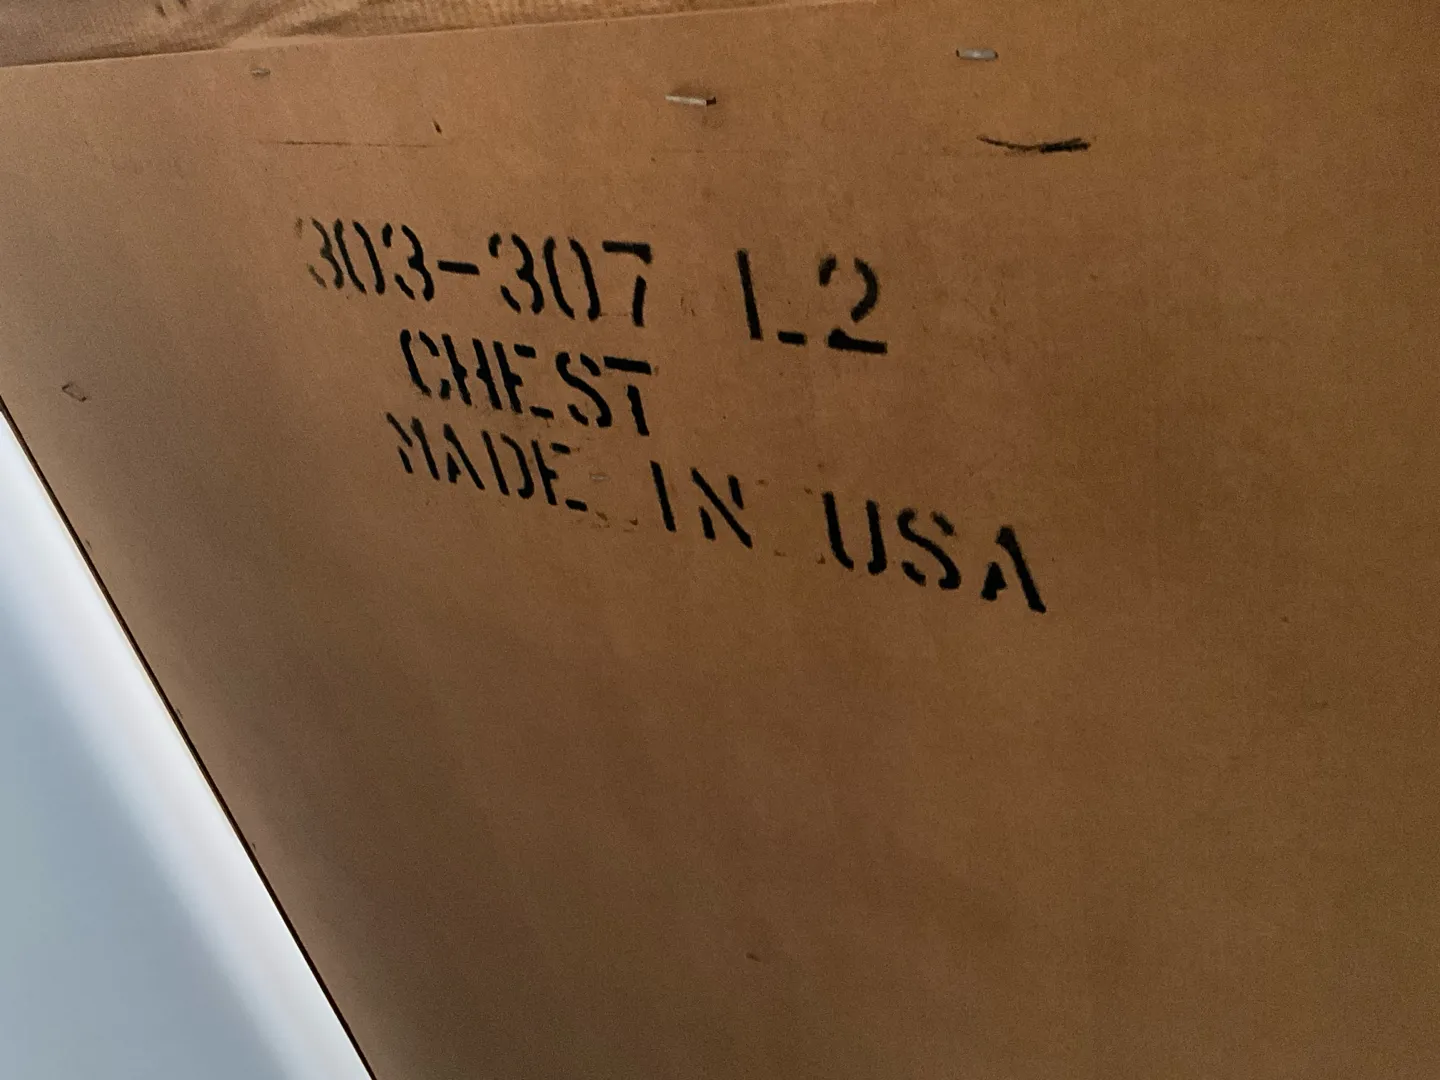 303-307 L2
CHEST
MADE IN USA